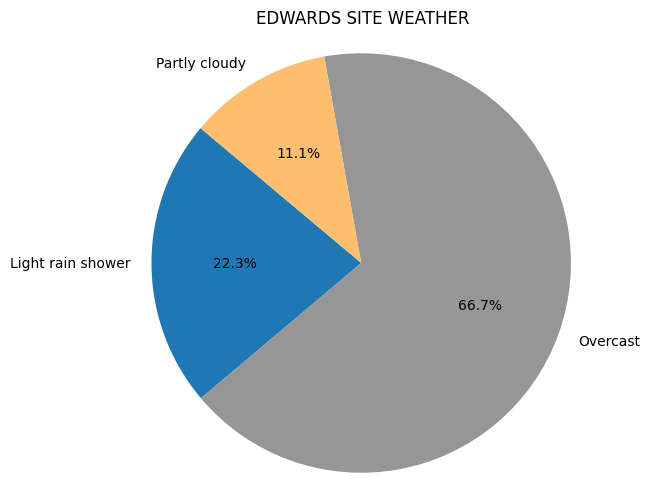 EDWARDS SITE WEATHER
Partly cloudy
11.1%
Light rain shower
22.3%
66.7%
Overcast